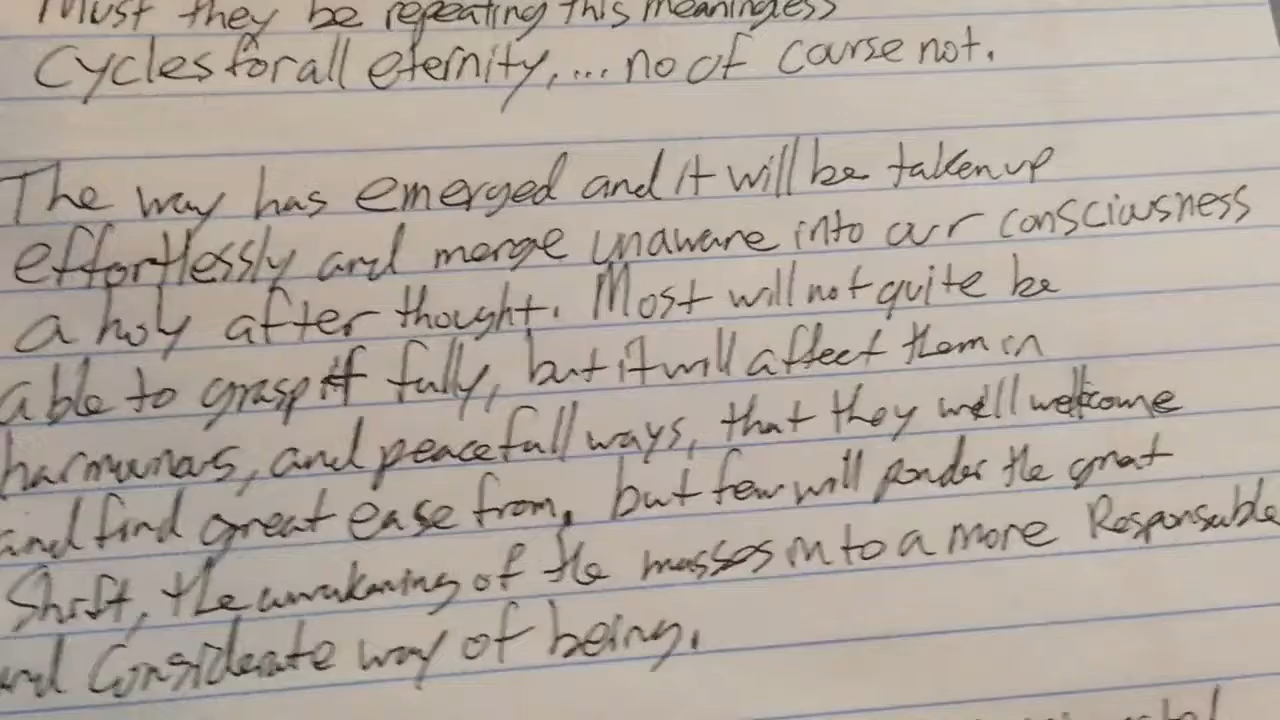 Must they be repeating this meaningless
Cycles for all eternity, ... no of course not.
The way has emerged and it will be taken up
effortlessly and merge unaware into our consciousness
a holy after thought. Most will not quite be
able to grasp it fully, but it will affect them in
harmunous, and peacefull ways, that they well welcome
and find great ease from, but few will ponder the great
Shift, the awakening of the masses into a more Responsable
and Considerate way of being.